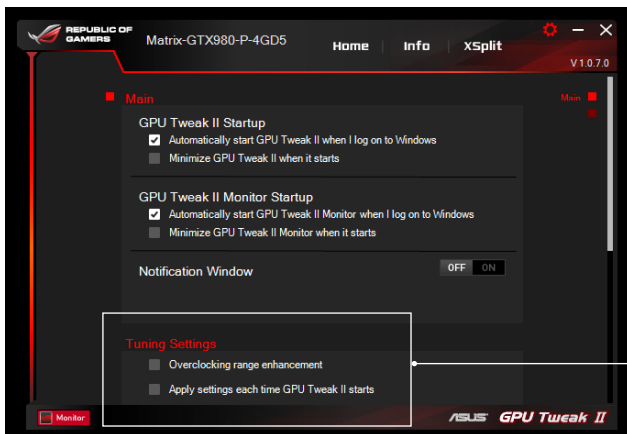 REPUBLIC OF
GAMERS
Matrix-GTX980-P-4GD5
Home
Info
XSplit
V 1.0.7.0
Main
Main
GPU Tweak II Startup
Automatically start GPU Tweak II when I log on to Windows
Minimize GPU Tweak II when it starts
GPU Tweak II Monitor Startup
Automatically start GPU Tweak II Monitor when I log on to Windows
Minimize GPU Tweak II Monitor when it starts
Notification Window
OFF ON
Tuning Settings
Overclocking range enhancement
Apply settings each time GPU Tweak II starts
Monitor
ASUS GPU Tweak II